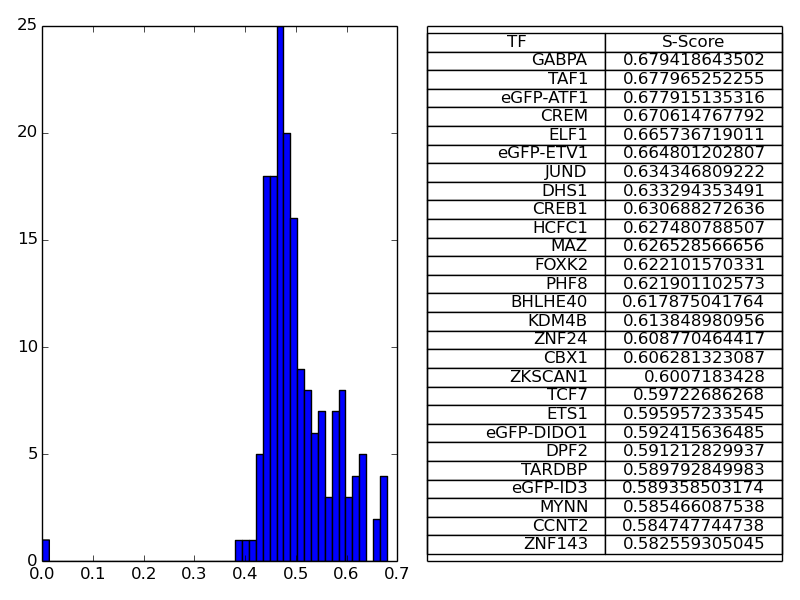 25
20
15
10
5
0
0.0 0.1 0.2 0.3 0.4 0.5 0.6 0.7
TF S-Score
GABPA 0.679418643502
TAF1 0.677965252255
eGFP-ATF1 0.677915135316
CREM 0.670614767792
ELF1 0.665736719011
eGFP-ETV1 0.664801202807
JUND 0.634346809222
DHS1 0.633294353491
CREB1 0.630688272636
HCFC1 0.627480788507
MAZ 0.626528566656
FOXK2 0.622101570331
PHF8 0.621901102573
BHLHE40 0.617875041764
KDM4B 0.613848980956
ZNF24 0.608770464417
CBX1 0.606281323087
ZKSCAN1 0.6007183428
TCF7 0.59722686268
ETS1 0.595957233545
eGFP-DIDO1 0.592415636485
DPF2 0.591212829937
TARDBP 0.589792849983
eGFP-ID3 0.589358503174
MYNN 0.585466087538
CCNT2 0.584747744738
ZNF143 0.582559305045